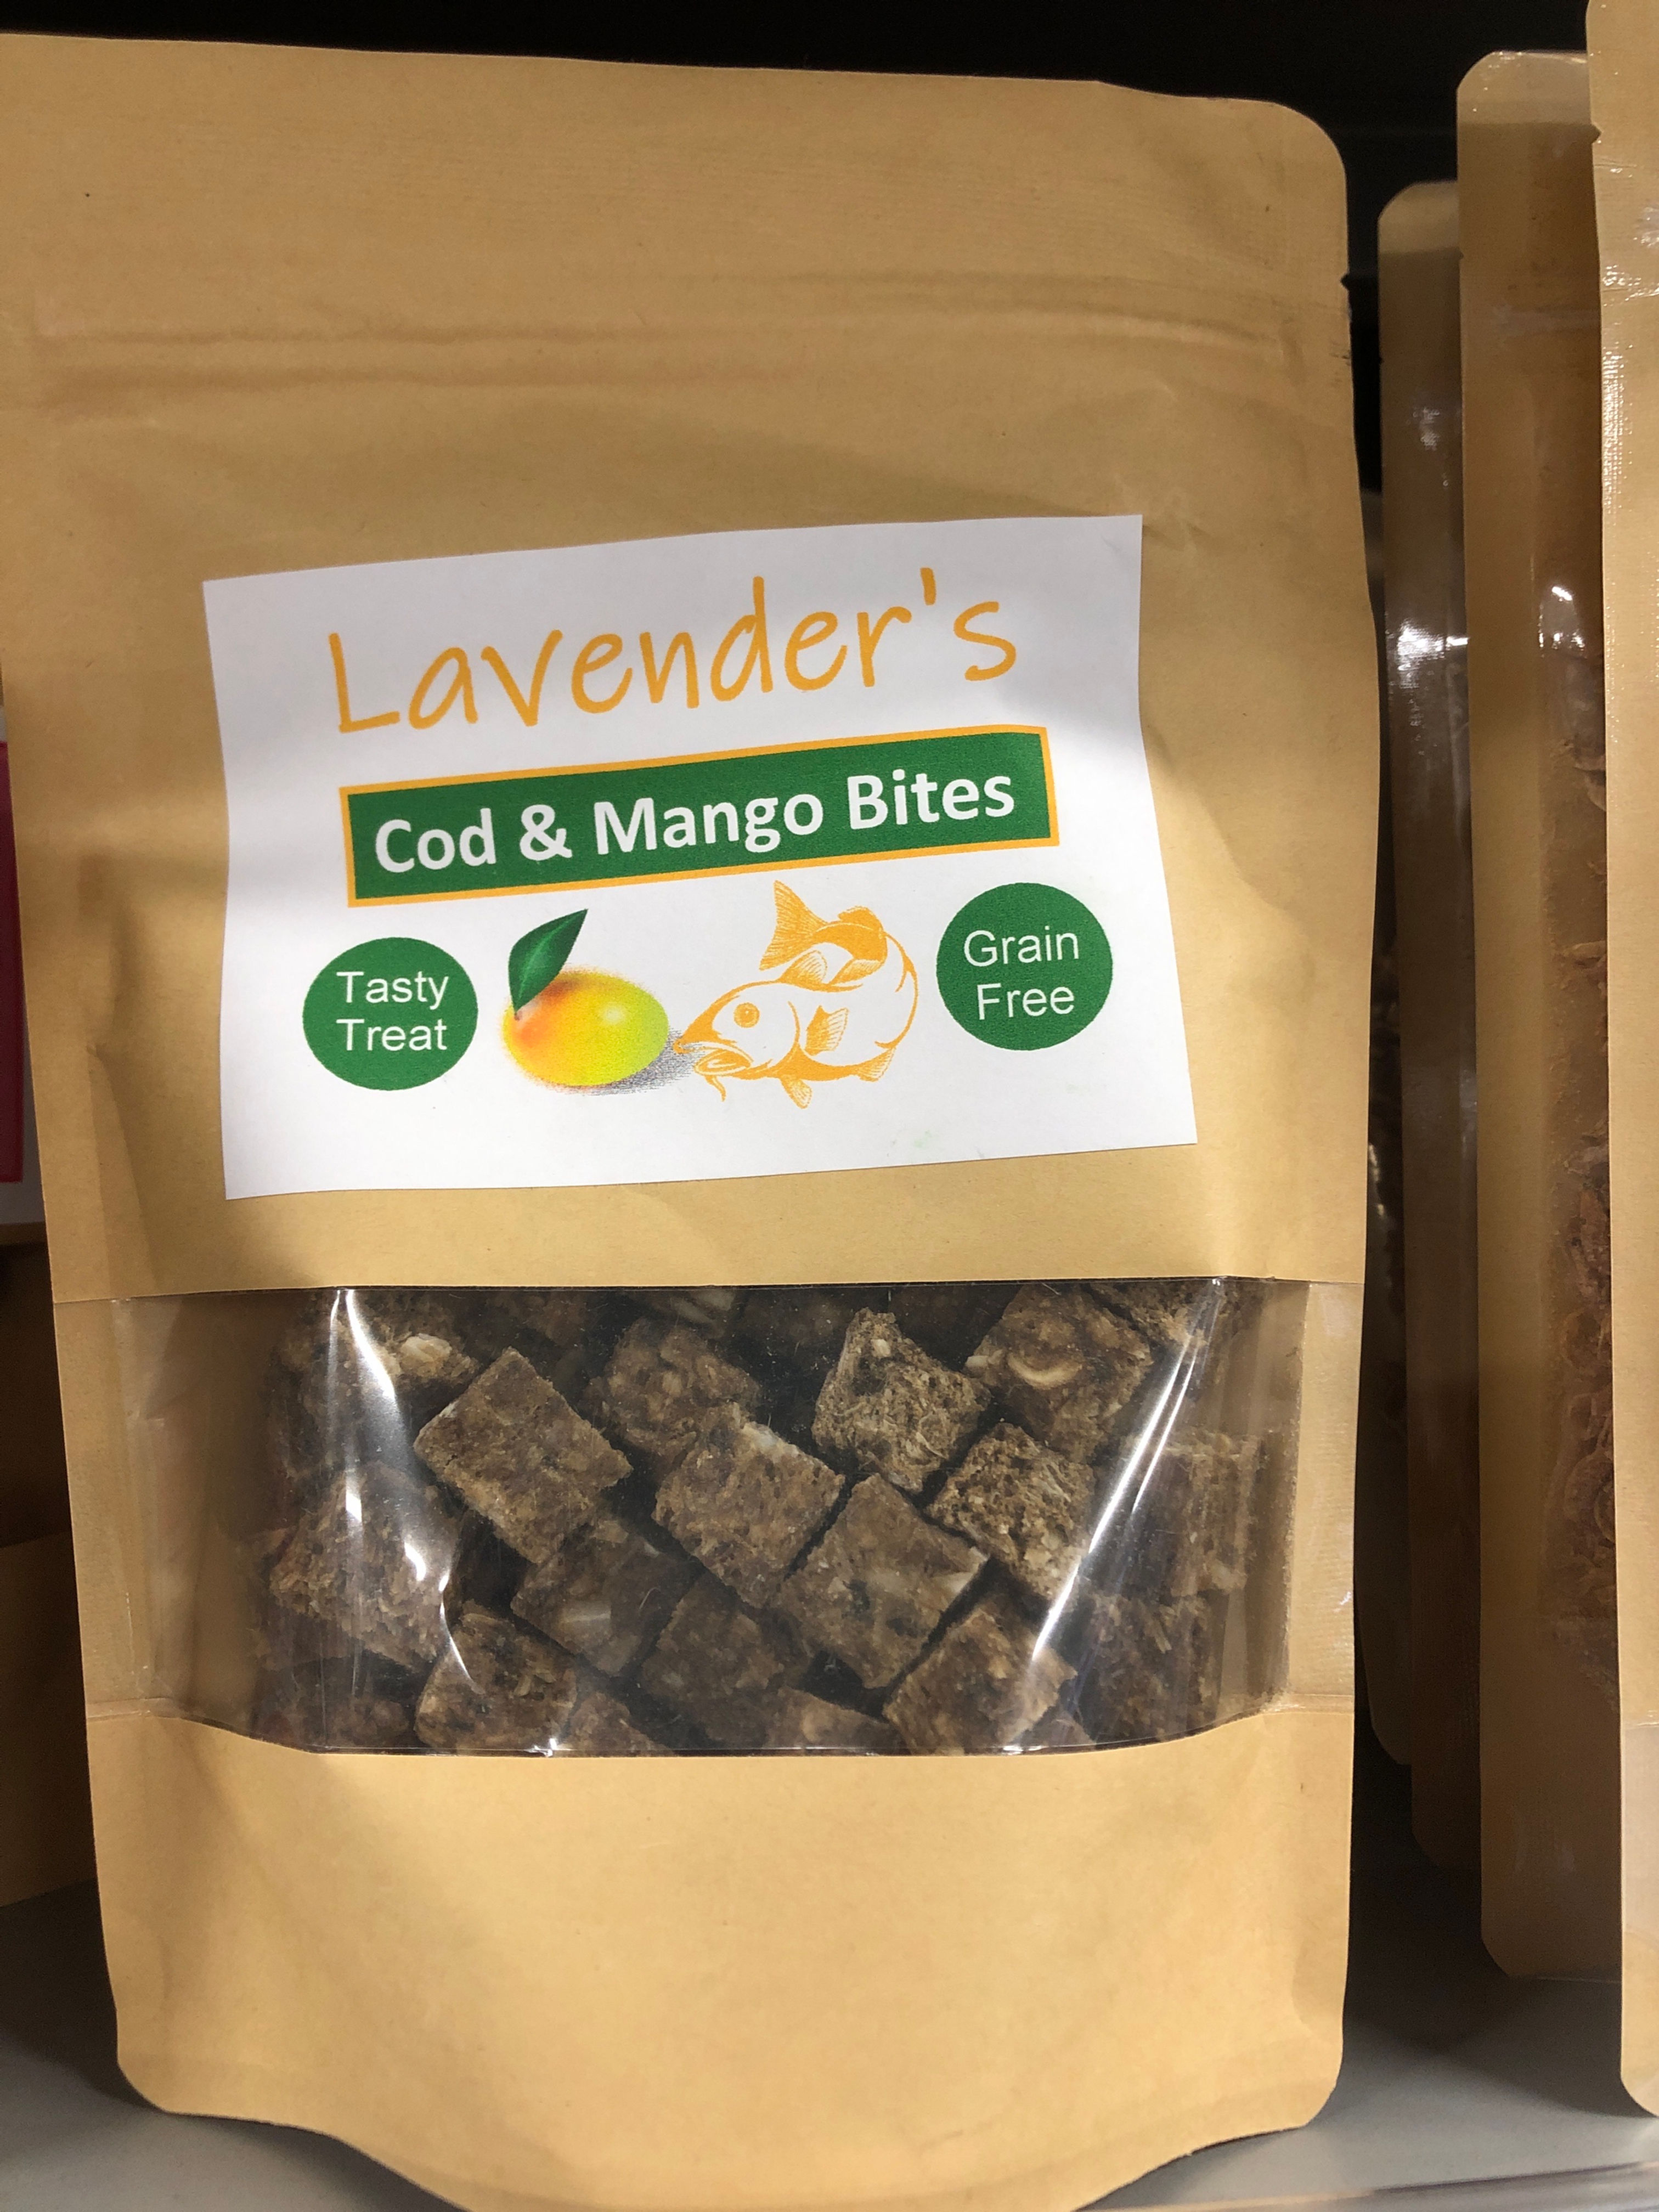 Lavender's
Cod & Mango Bites
Tasty
Treat
Grain
Free